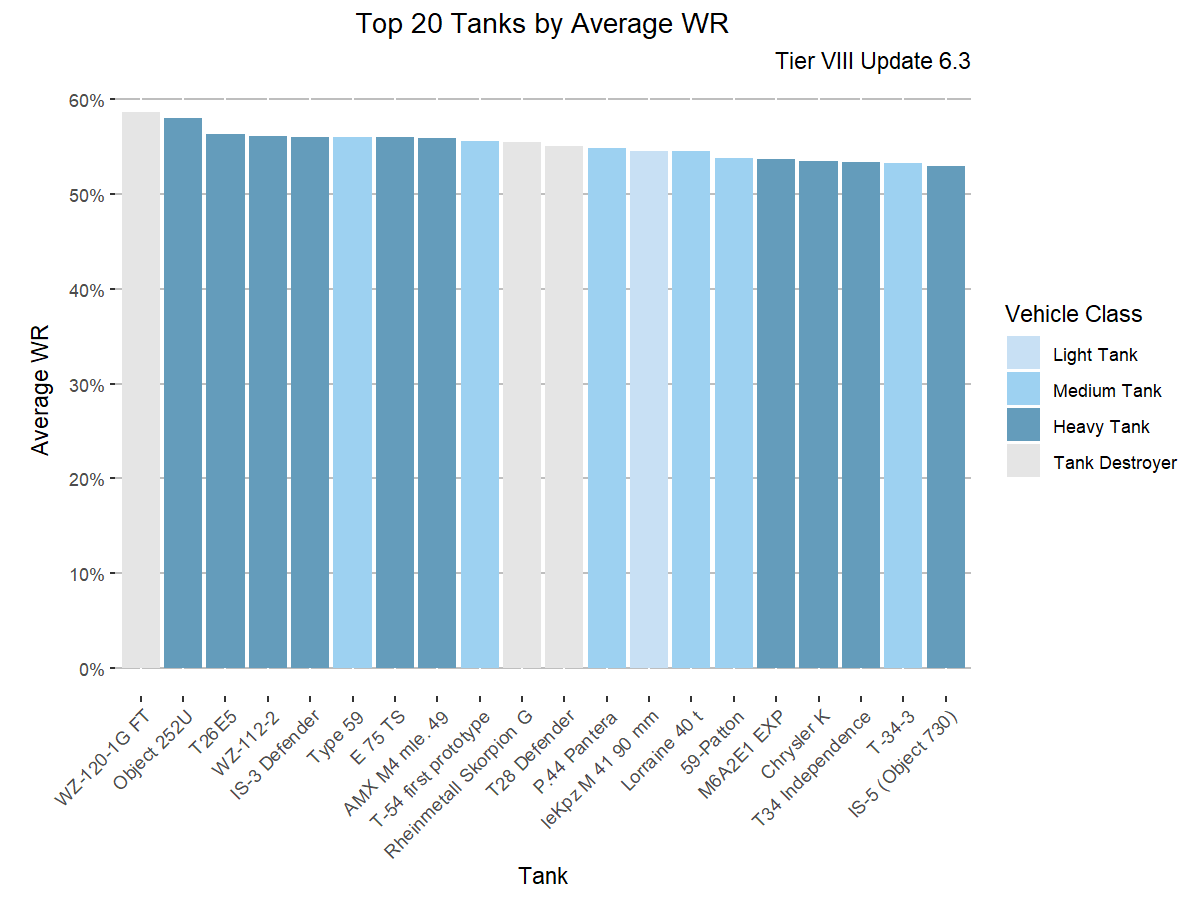 Top 20 Tanks by Average WR
Tier VIII Update 6.3
60%
50%
40%
30%
20%
10%
0%
Average WR
WZ-120-1G FT
Object 252U
T26E5
WZ-112-2
IS-3 Defender
Type 59
E 75 TS
AMX M4 mle. 49
T-54 first prototype
Rheinmetall Skorpion G
T28 Defender
P.44 Pantera
leKpz M 41 90 mm
Lorraine 40 t
59-Patton
M6A2E1 EXP
Chrysler K
T34 Independence
T-34-3
IS-5 (Object 730)
Tank
Vehicle Class
Light Tank
Medium Tank
Heavy Tank
Tank Destroyer